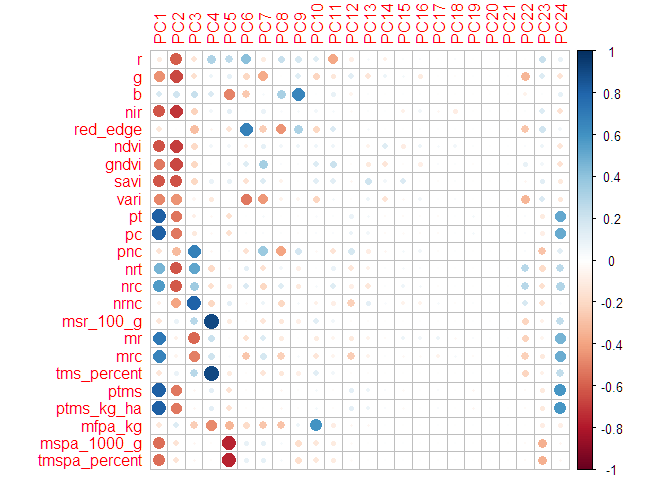 PC1 PC2 PC3 PC4 PC5 PC6 PC7 PC8 PC9 PC10 PC11 PC12 PC13 PC14 PC15 PC16 PC17 PC18 PC19 PC20 PC21 PC22 PC23 PC24
r
g
b
nir
red_edge
ndvi
gndvi
savi
vari
pt
pc
pnc
nrt
nrc
nrnc
msr_100_g
mr
mrc
tms_percent
ptms
ptms_kg_ha
mfpa_kg
mspa_1000_g
tmspa_percent
1
0.8
0.6
0.4
0.2
0
-0.2
-0.4
-0.6
-0.8
-1